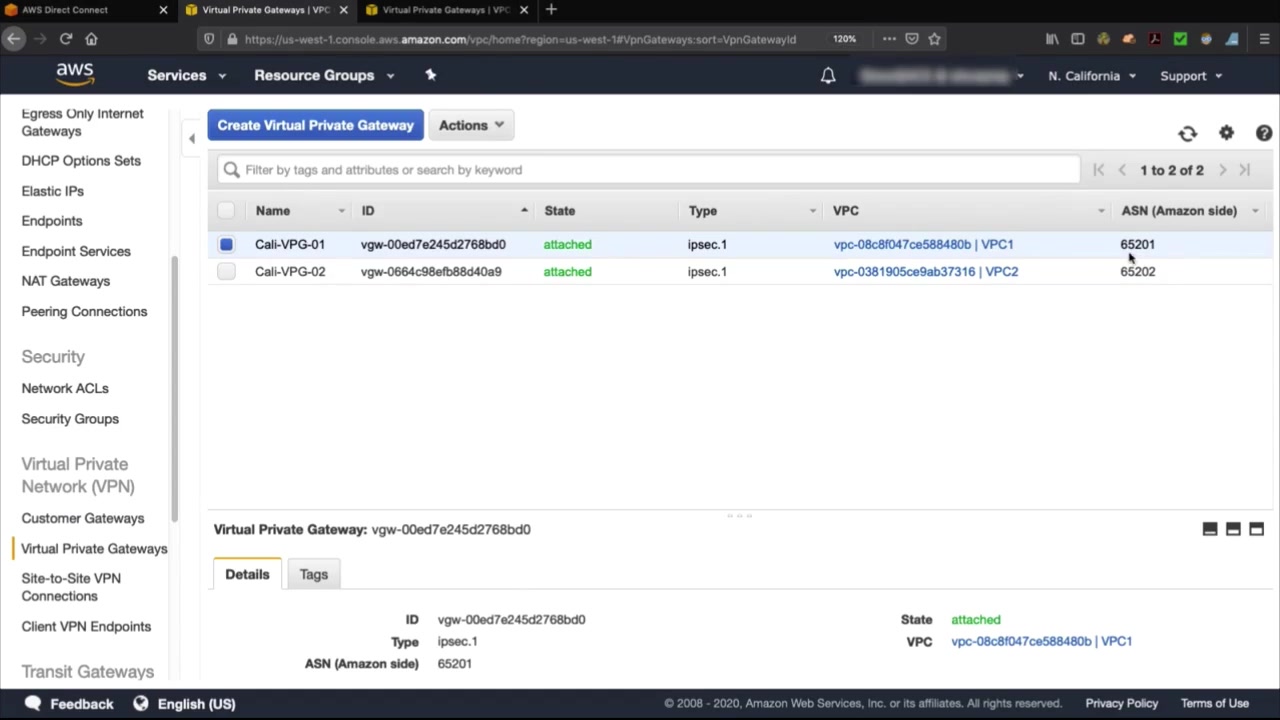 AWS Direct Connect
Virtual Private Gateways | VPC
Virtual Private Gateways | VPC
https://us-west-1.console.aws.amazon.com/vpc/home?region=us-west-1#VpnGateways:sort=VpnGatewayId
120%
aws
Services
Resource Groups
N. California
Support
Egress Only Internet
Gateways
DHCP Options Sets
Elastic IPs
Endpoints
Endpoint Services
NAT Gateways
Peering Connections
Security
Network ACLs
Security Groups
Virtual Private
Network (VPN)
Customer Gateways
Virtual Private Gateways
Site-to-Site VPN
Connections
Client VPN Endpoints
Transit Gateways
Create Virtual Private Gateway
Actions
Filter by tags and attributes or search by keyword
1 to 2 of 2
Name ID State Type VPC ASN (Amazon side)
Cali-VPG-01 vgw-00ed7e245d2768bd0 attached ipsec.1 vpc-08c8f047ce588480b | VPC1 65201
Cali-VPG-02 vgw-0664c98efb88d40a9 attached ipsec.1 vpc-0381905ce9ab37316 | VPC2 65202
Virtual Private Gateway: vgw-00ed7e245d2768bd0
Details
Tags
ID vgw-00ed7e245d2768bd0
State attached
Type ipsec.1
VPC vpc-08c8f047ce588480b | VPC1
ASN (Amazon side) 65201
Feedback
English (US)
© 2008 - 2020, Amazon Web Services, Inc. or its affiliates. All rights reserved.
Privacy Policy
Terms of Use